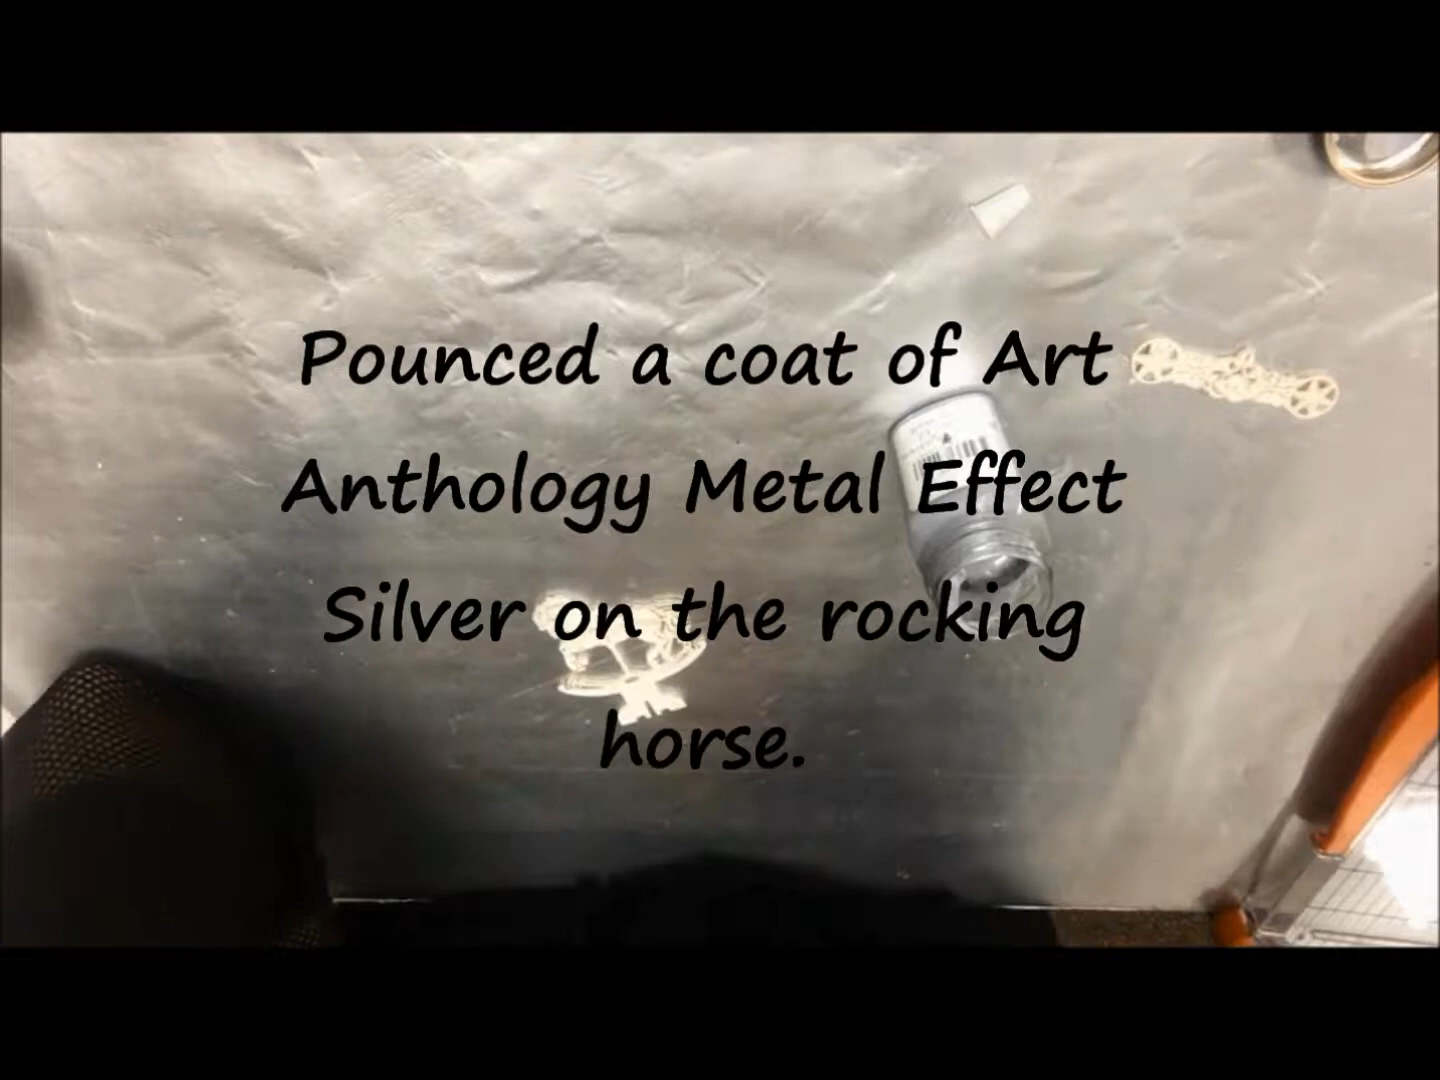 Pounced a coat of Art
Anthology Metal Effect
Silver on the rocking
horse.